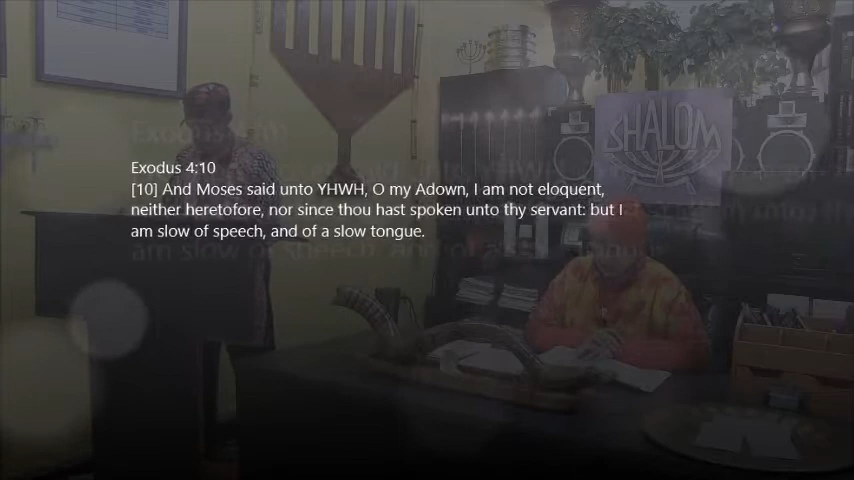 SHALOM
Exodus 4:10
[10] And Moses said unto YHWH, O my Adown, I am not eloquent,
neither heretofore, nor since thou hast spoken unto thy servant: but I
am slow of speech, and of a slow tongue.